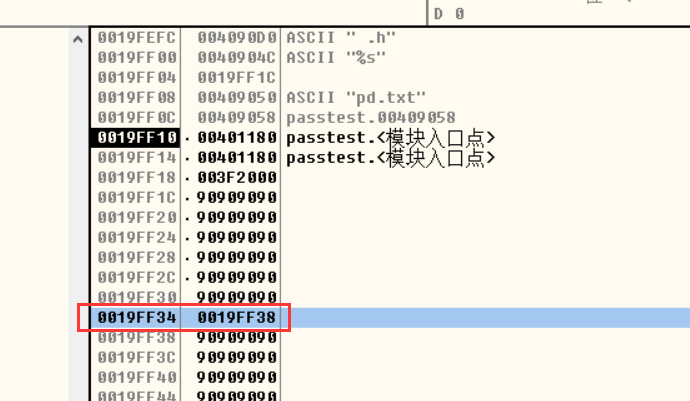 D 0
0019FEFC 004090D0 ASCII " .h"
0019FF00 0040904C ASCII "%s"
0019FF04 0019FF1C
0019FF08 00409050 ASCII "pd.txt"
0019FF0C 00409058 passtest.00409058
0019FF10 .00401180 passtest.<模块入口点>
0019FF14 .00401180 passtest.<模块入口点>
0019FF18 .003F2000
0019FF1C .90909090
0019FF20 .90909090
0019FF24 .90909090
0019FF28 .90909090
0019FF2C .90909090
0019FF30 90909090
0019FF34 0019FF38
0019FF38 90909090
0019FF3C 90909090
0019FF40 90909090
0019FF44 90909090